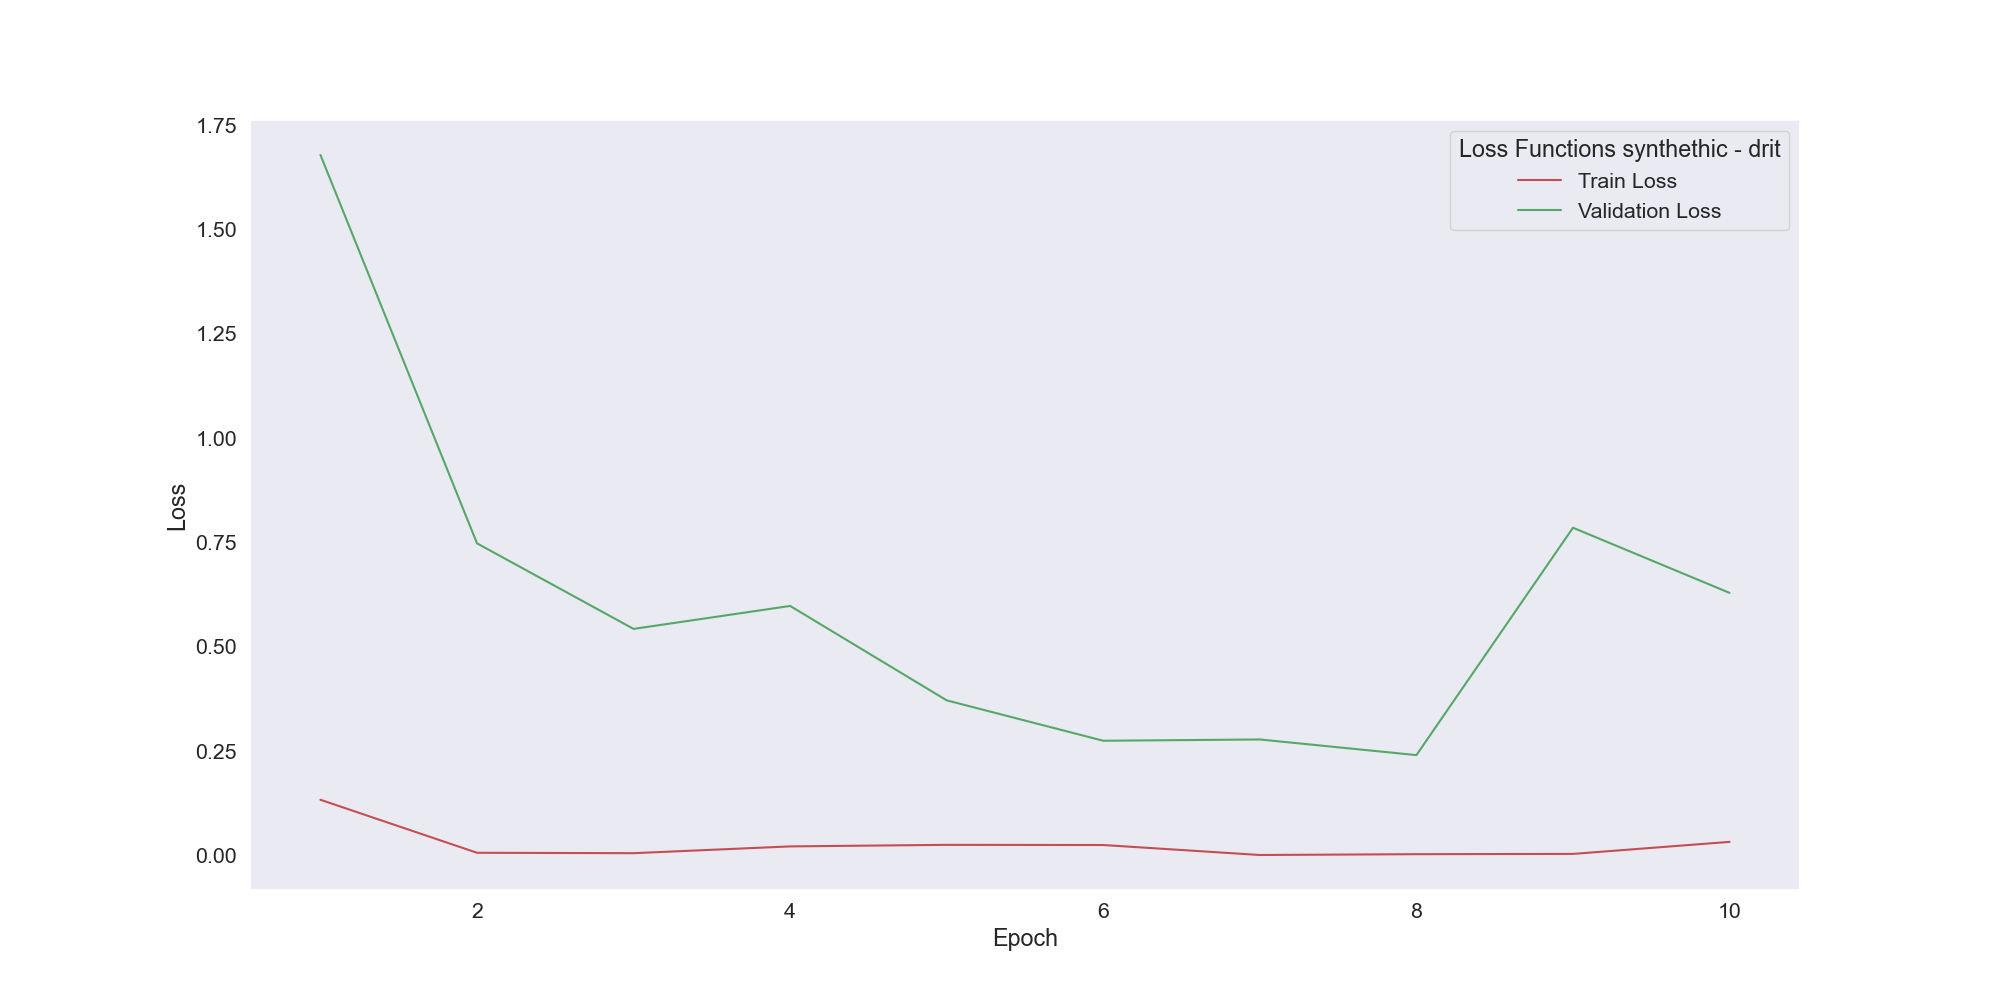 Loss Functions synthethic - drit
Train Loss
Validation Loss
1.75
1.50
1.25
1.00
0.75
0.50
0.25
0.00
Loss
2 4 6 8 10
Epoch